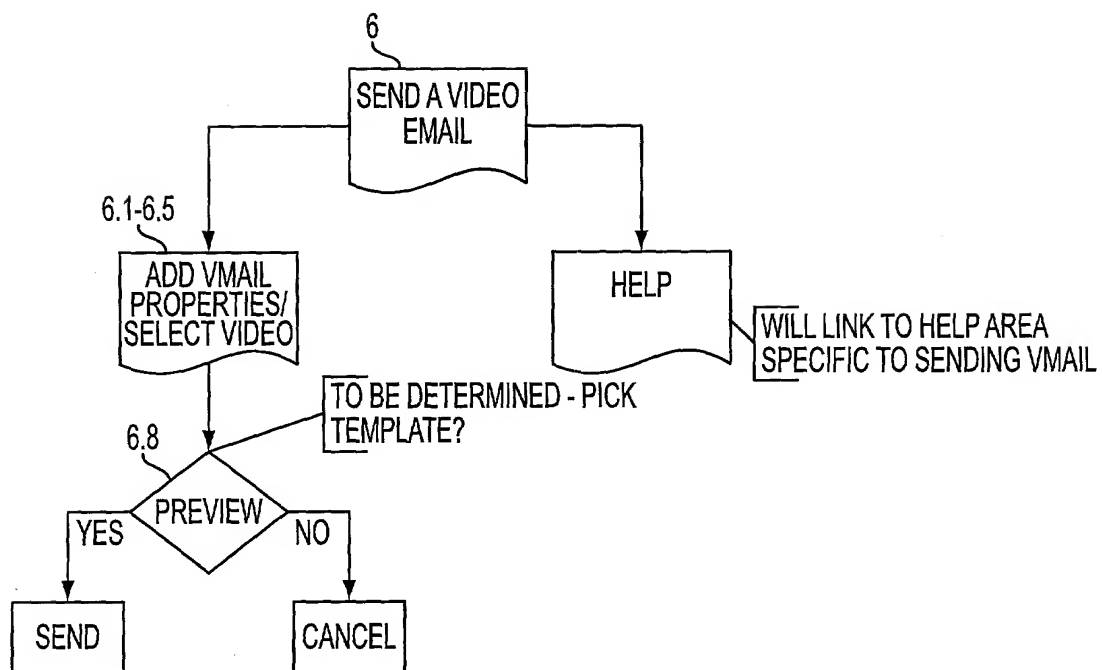 6
SEND A VIDEO
EMAIL
6.1-6.5
ADD VMAIL
PROPERTIES/
SELECT VIDEO
HELP
WILL LINK TO HELP AREA
SPECIFIC TO SENDING VMAIL
TO BE DETERMINED - PICK
TEMPLATE?
6.8
PREVIEW
YES
NO
SEND
CANCEL